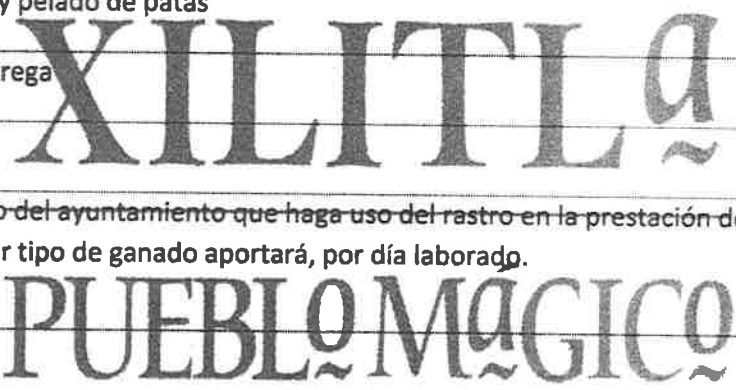 y pelado de patas
XILITLa
rega
o del ayuntamiento que haga uso del rastro en la prestación d
r tipo de ganado aportará, por día laborado.
PUEBLo MaGICo